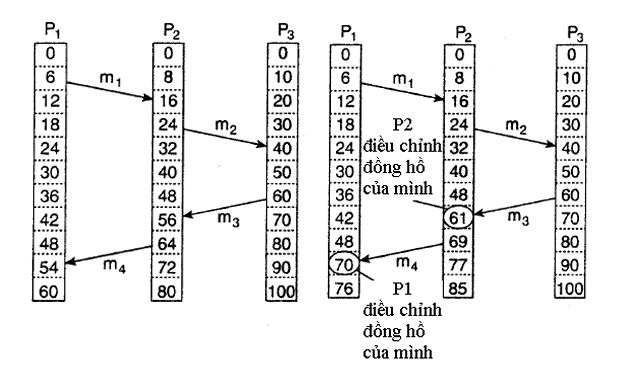 P1 P2 P3 P1 P2 P3
0 0 0 0 0 0
6 m1 8 10 6 m1 8 10
12 16 20 12 16 20
18 24 m2 30 18 P2 24 m2 30
24 32 40 24 điều chỉnh 32 40
30 40 50 30 đồng hồ 40 50
36 48 60 36 của mình 48 60
42 56 m3 70 42 61 m3 70
48 64 80 48 69 80
54 m4 72 90 70 m4 77 90
60 80 100 76 P1 85 100
điều chỉnh
đồng hồ
của mình